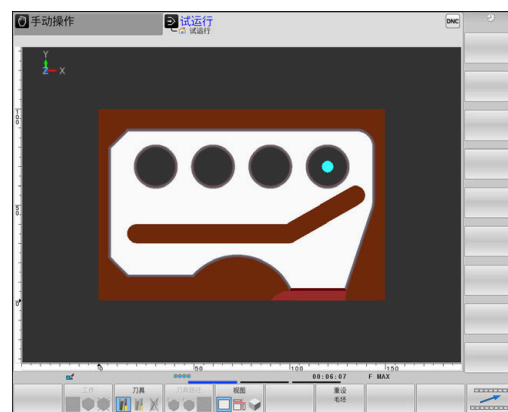 手动操作
试运行
DNC
试运行
Y
Z X
100
50
0
0 50 100 150
00:06:07 F MAX
工件 刀具 刀具路径 视图 重设
毛坯